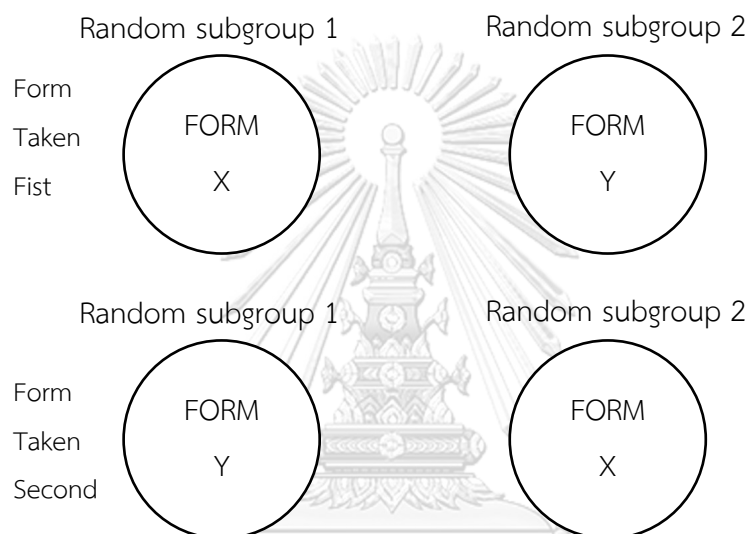 Random subgroup 1
Random subgroup 2
Form
Taken
Fist
FORM
X
FORM
Y
Random subgroup 1
Random subgroup 2
Form
Taken
Second
FORM
Y
FORM
X